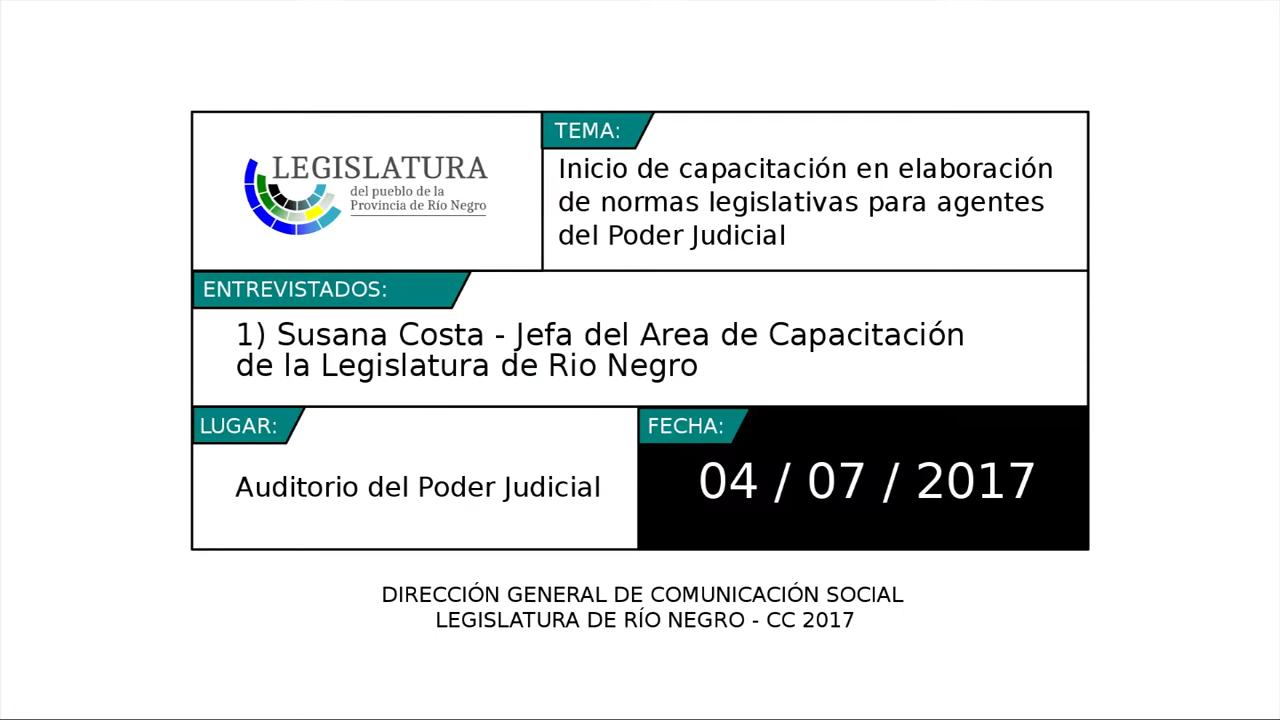 LEGISLATURA
del pueblo de la
Provincia de Río Negro
TEMA:
Inicio de capacitación en elaboración
de normas legislativas para agentes
del Poder Judicial
ENTREVISTADOS:
1) Susana Costa - Jefa del Area de Capacitación
de la Legislatura de Rio Negro
LUGAR:
Auditorio del Poder Judicial
FECHA:
04 / 07 / 2017
DIRECCIÓN GENERAL DE COMUNICACIÓN SOCIAL
LEGISLATURA DE RÍO NEGRO - CC 2017